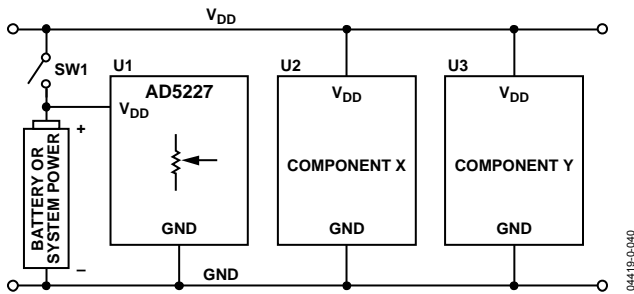 VDD
SW1
U1
AD5227
VDD
GND
U2
VDD
COMPONENT X
GND
U3
VDD
COMPONENT Y
GND
+
BATTERY OR
SYSTEM POWER
–
GND
04419-0-040